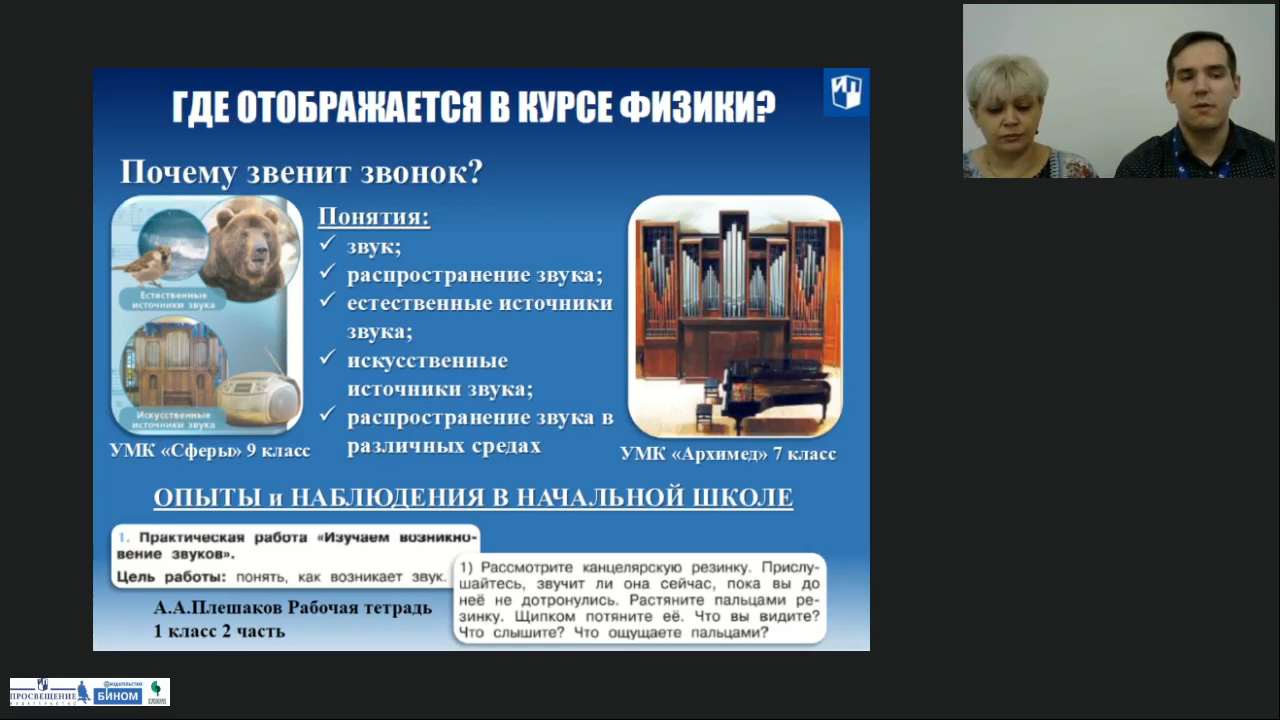 ГДЕ ОТОБРАЖАЕТСЯ В КУРСЕ ФИЗИКИ?
Почему звенит звонок?
Естественные
источники звука
Искусственные
источники звука
УМК «Сферы» 9 класс
Понятия:
звук;
распространение звука;
естественные источники
звука;
искусственные
источники звука;
распространение звука в
различных средах
УМК «Архимед» 7 класс
ОПЫТЫ и НАБЛЮДЕНИЯ В НАЧАЛЬНОЙ ШКОЛЕ
1. Практическая работа «Изучаем возникно-
вение звуков».
Цель работы: понять, как возникает звук.
А.А.Плешаков Рабочая тетрадь
1 класс 2 часть
1) Рассмотрите канцелярскую резинку. Прислу-
шайтесь, звучит ли она сейчас, пока вы до
неё не дотронулись. Растяните пальцами ре-
зинку. Щипком потяните её. Что вы видите?
Что слышите? Что ощущаете пальцами?
ПРОСВЕЩЕНИЕ
ИЗДАТЕЛЬСТВО
БИНОМ